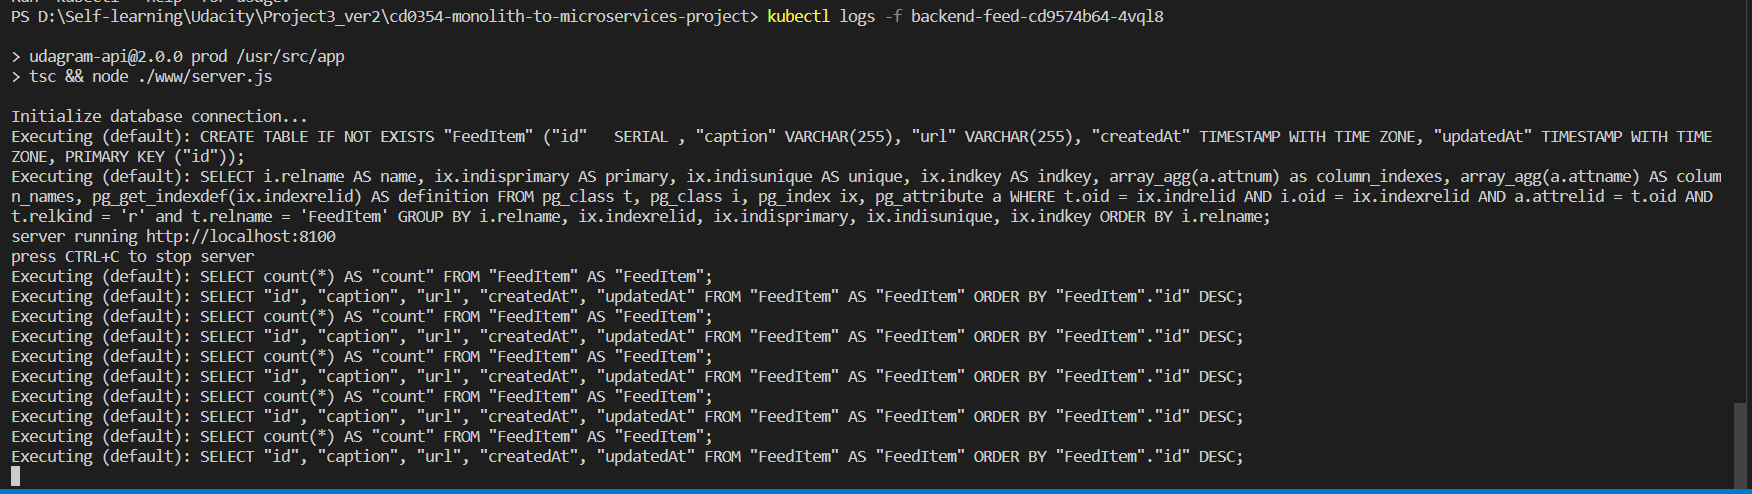 PS D:\Self-learning\Udacity\Project3_ver2\cd0354-monolith-to-microservices-project> kubectl logs -f backend-feed-cd9574b64-4vql8
> udagram-api@2.0.0 prod /usr/src/app
> tsc && node ./www/server.js
Initialize database connection...
Executing (default): CREATE TABLE IF NOT EXISTS "FeedItem" ("id"   SERIAL , "caption" VARCHAR(255), "url" VARCHAR(255), "createdAt" TIMESTAMP WITH TIME ZONE, "updatedAt" TIMESTAMP WITH TIME
ZONE, PRIMARY KEY ("id"));
Executing (default): SELECT i.relname AS name, ix.indisprimary AS primary, ix.indisunique AS unique, ix.indkey AS indkey, array_agg(a.attnum) as column_indexes, array_agg(a.attname) AS colum
n_names, pg_get_indexdef(ix.indexrelid) AS definition FROM pg_class t, pg_class i, pg_index ix, pg_attribute a WHERE t.oid = ix.indrelid AND i.oid = ix.indexrelid AND a.attrelid = t.oid AND
t.relkind = 'r' and t.relname = 'FeedItem' GROUP BY i.relname, ix.indexrelid, ix.indisprimary, ix.indisunique, ix.indkey ORDER BY i.relname;
server running http://localhost:8100
press CTRL+C to stop server
Executing (default): SELECT count(*) AS "count" FROM "FeedItem" AS "FeedItem";
Executing (default): SELECT "id", "caption", "url", "createdAt", "updatedAt" FROM "FeedItem" AS "FeedItem" ORDER BY "FeedItem"."id" DESC;
Executing (default): SELECT count(*) AS "count" FROM "FeedItem" AS "FeedItem";
Executing (default): SELECT "id", "caption", "url", "createdAt", "updatedAt" FROM "FeedItem" AS "FeedItem" ORDER BY "FeedItem"."id" DESC;
Executing (default): SELECT count(*) AS "count" FROM "FeedItem" AS "FeedItem";
Executing (default): SELECT "id", "caption", "url", "createdAt", "updatedAt" FROM "FeedItem" AS "FeedItem" ORDER BY "FeedItem"."id" DESC;
Executing (default): SELECT count(*) AS "count" FROM "FeedItem" AS "FeedItem";
Executing (default): SELECT "id", "caption", "url", "createdAt", "updatedAt" FROM "FeedItem" AS "FeedItem" ORDER BY "FeedItem"."id" DESC;
Executing (default): SELECT count(*) AS "count" FROM "FeedItem" AS "FeedItem";
Executing (default): SELECT "id", "caption", "url", "createdAt", "updatedAt" FROM "FeedItem" AS "FeedItem" ORDER BY "FeedItem"."id" DESC;